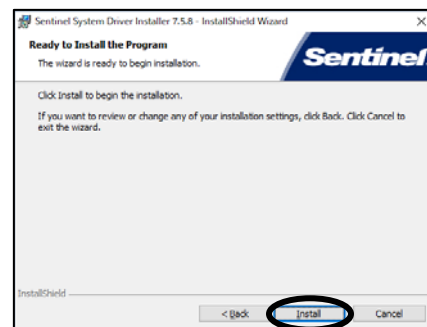 Sentinel System Driver Installer 7.5.8 - InstallShield Wizard
Ready to Install the Program
The wizard is ready to begin installation.
Sentinel
Click Install to begin the installation.
If you want to review or change any of your installation settings, click Back. Click Cancel to
exit the wizard.
InstallShield
< Back Install Cancel